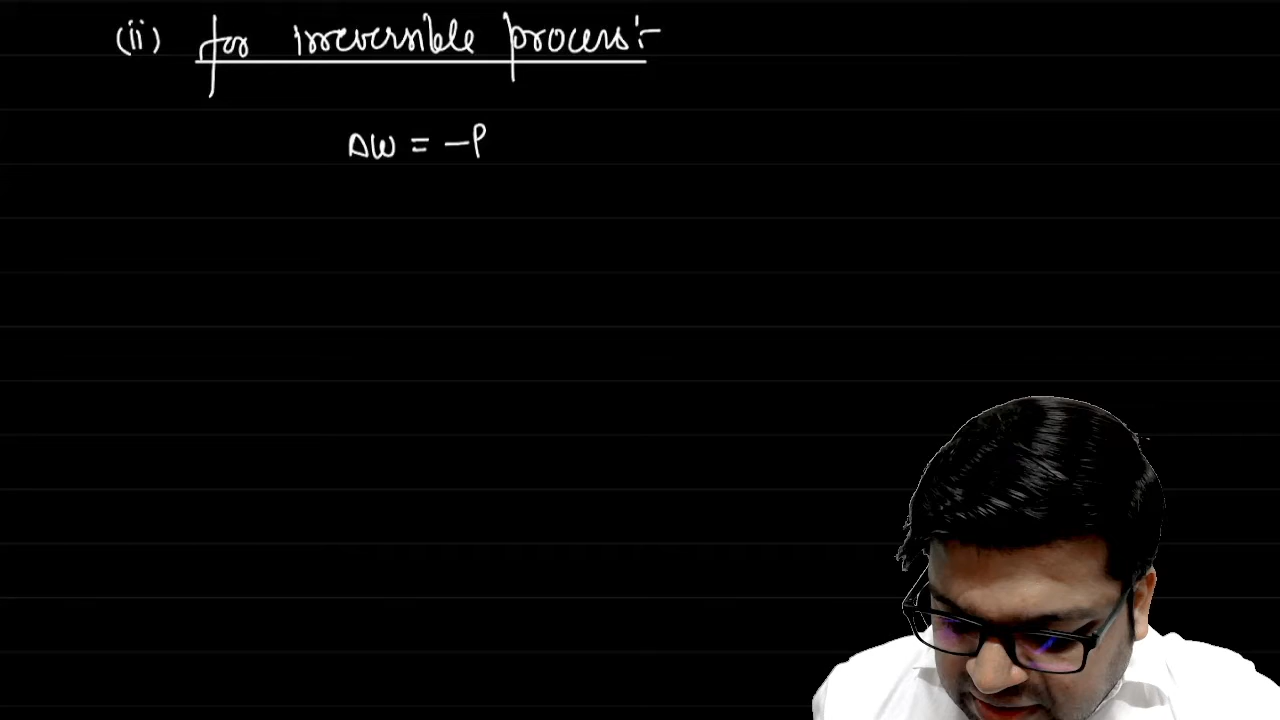 (ii) for irreversible process:-
ΔW = -P